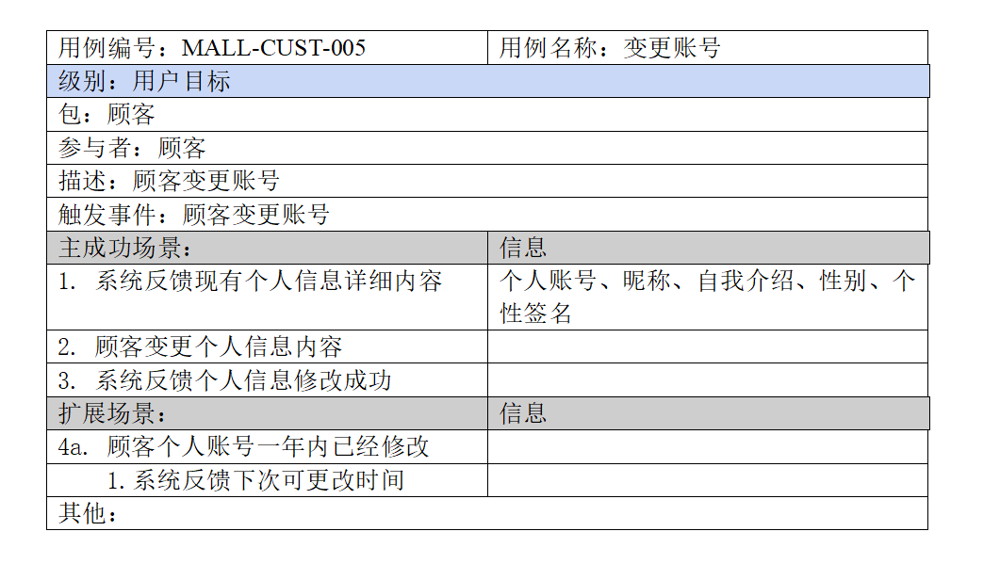 用例编号：MALL-CUST-005
用例名称：变更账号
级别：用户目标
包：顾客
参与者：顾客
描述：顾客变更账号
触发事件：顾客变更账号
主成功场景：
信息
1. 系统反馈现有个人信息详细内容
个人账号、昵称、自我介绍、性别、个
性签名
2. 顾客变更个人信息内容
3. 系统反馈个人信息修改成功
扩展场景：
信息
4a. 顾客个人账号一年内已经修改
1.系统反馈下次可更改时间
其他：